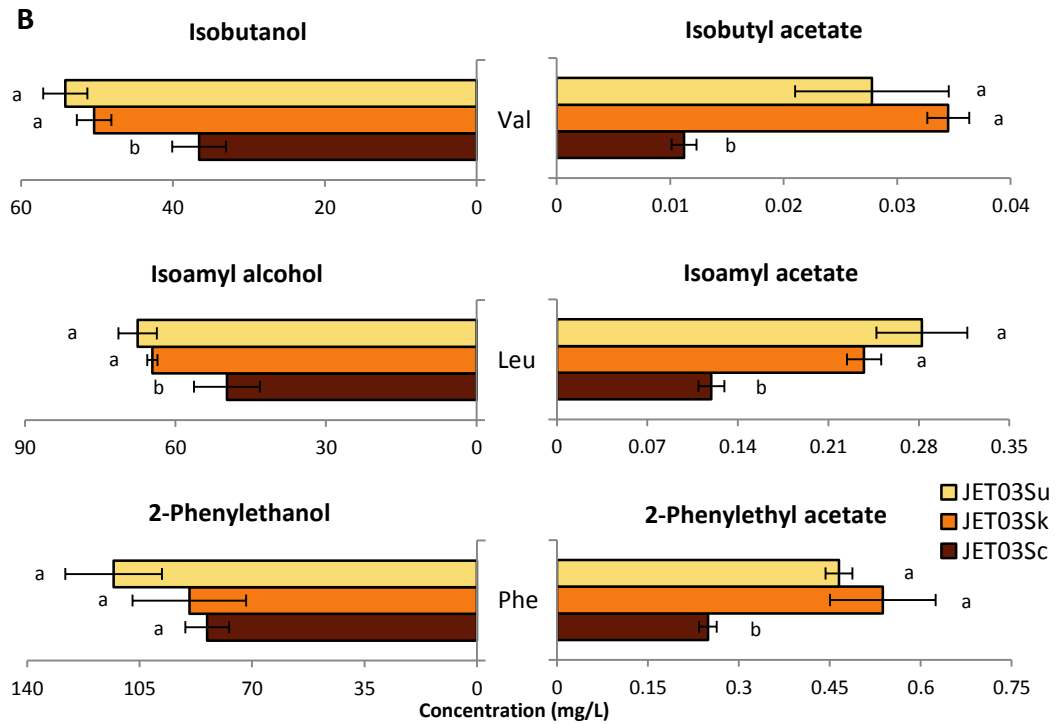 B
Isobutanol
Isobutyl acetate
a
a
b
Val
a
a
b
60 40 20 0
0 0.01 0.02 0.03 0.04
Isoamyl alcohol
Isoamyl acetate
a
a
b
Leu
a
a
b
90 60 30 0
0 0.07 0.14 0.21 0.28 0.35
2-Phenylethanol
2-Phenylethyl acetate
JET03Su
JET03Sk
JET03Sc
a
a
a
Phe
a
a
b
140 105 70 35 0
0 0.15 0.3 0.45 0.6 0.75
Concentration (mg/L)